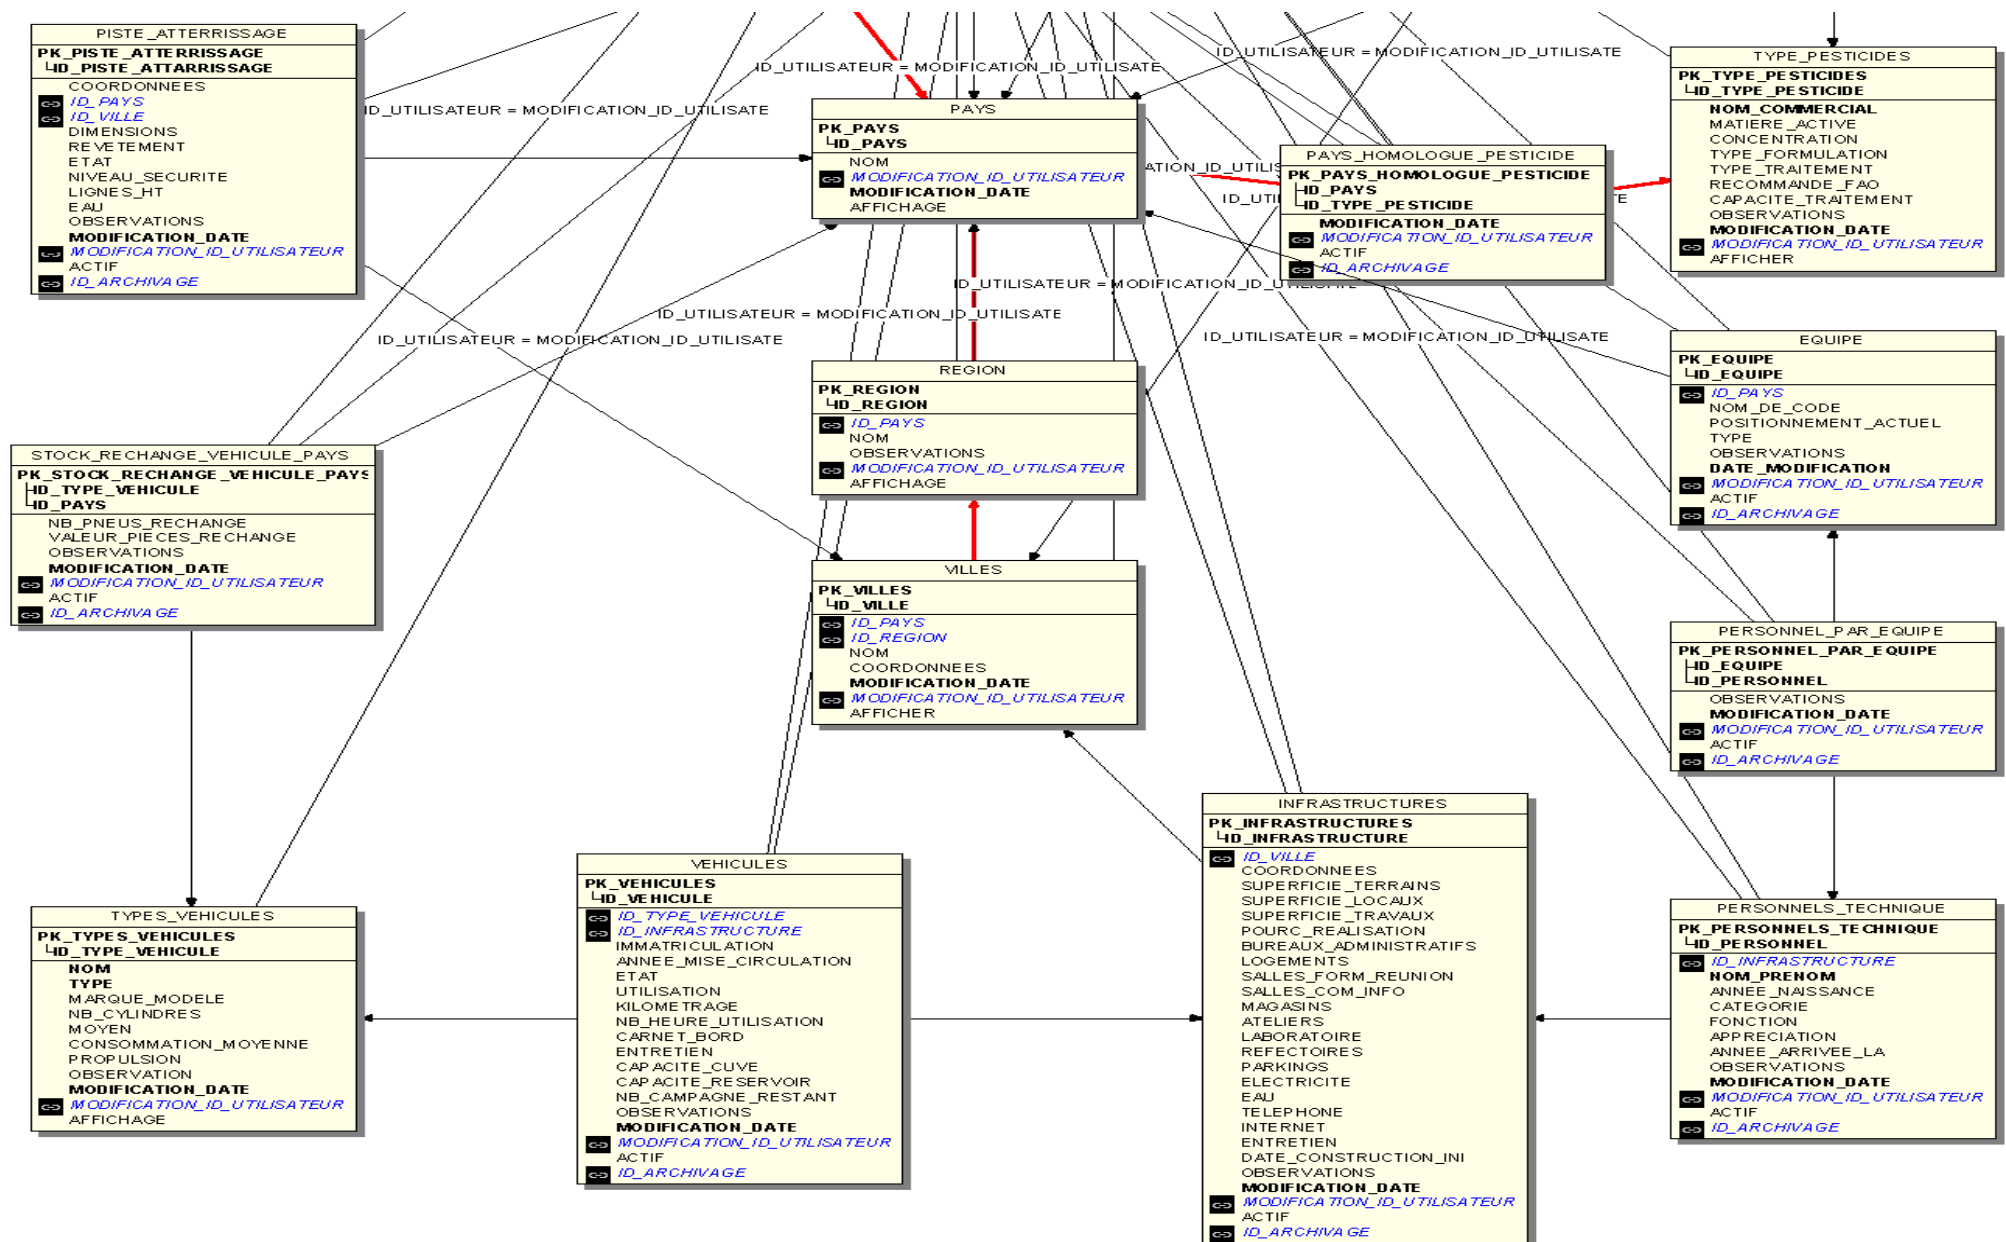 PISTE_ATTERRISSAGE
PK_PISTE_ATTERRISSAGE
ID_PISTE_ATTARRISSAGE
COORDONNEES
ID_PAYS
ID_VILLE
DIMENSIONS
REVETEMENT
ETAT
NIVEAU_SECURITE
LIGNES_HT
EAU
OBSERVATIONS
MODIFICATION_DATE
MODIFICATION_ID_UTILISATEUR
ACTIF
ID_ARCHIVAGE
ID_UTILISATEUR = MODIFICATION_ID_UTILISATE
ID_UTILISATEUR = MODIFICATION_ID_UTILISATE
ID_UTILISATEUR = MODIFICATION_ID_UTILISATE
PAYS
PK_PAYS
ID_PAYS
NOM
MODIFICATION_ID_UTILISATEUR
MODIFICATION_DATE
AFFICHAGE
PAYS_HOMOLOGUE_PESTICIDE
PK_PAYS_HOMOLOGUE_PESTICIDE
ID_PAYS
ID_TYPE_PESTICIDE
MODIFICATION_DATE
MODIFICATION_ID_UTILISATEUR
ACTIF
ID_ARCHIVAGE
TYPE_PESTICIDES
PK_TYPE_PESTICIDES
ID_TYPE_PESTICIDE
NOM_COMMERCIAL
MATIERE_ACTIVE
CONCENTRATION
TYPE_FORMULATION
TYPE_TRAITEMENT
RECOMMANDE_FAO
CAPACITE_TRAITEMENT
OBSERVATIONS
MODIFICATION_DATE
MODIFICATION_ID_UTILISATEUR
AFFICHER
ID_UTILISATEUR = MODIFICATION_ID_UTILISATE
ID_UTILISATEUR = MODIFICATION_ID_UTILISATE
ID_UTILISATEUR = MODIFICATION_ID_UTILISATE
ID_UTILISATEUR = MODIFICATION_ID_UTILISATE
REGION
PK_REGION
ID_REGION
ID_PAYS
NOM
OBSERVATIONS
MODIFICATION_ID_UTILISATEUR
AFFICHAGE
EQUIPE
PK_EQUIPE
ID_EQUIPE
ID_PAYS
NOM_DE_CODE
POSITIONNEMENT_ACTUEL
TYPE
OBSERVATIONS
DATE_MODIFICATION
MODIFICATION_ID_UTILISATEUR
ACTIF
ID_ARCHIVAGE
STOCK_RECHANGE_VEHICULE_PAYS
PK_STOCK_RECHANGE_VEHICULE_PAYS
ID_TYPE_VEHICULE
ID_PAYS
NB_PNEUS_RECHANGE
VALEUR_PIECES_RECHANGE
OBSERVATIONS
MODIFICATION_DATE
MODIFICATION_ID_UTILISATEUR
ACTIF
ID_ARCHIVAGE
VILLES
PK_VILLES
ID_VILLE
ID_PAYS
ID_REGION
NOM
COORDONNEES
MODIFICATION_DATE
MODIFICATION_ID_UTILISATEUR
AFFICHER
PERSONNEL_PAR_EQUIPE
PK_PERSONNEL_PAR_EQUIPE
ID_EQUIPE
ID_PERSONNEL
OBSERVATIONS
MODIFICATION_DATE
MODIFICATION_ID_UTILISATEUR
ACTIF
ID_ARCHIVAGE
TYPES_VEHICULES
PK_TYPES_VEHICULES
ID_TYPE_VEHICULE
NOM
TYPE
MARQUE_MODELE
NB_CYLINDRES
MOYEN
CONSOMMATION_MOYENNE
PROPULSION
OBSERVATION
MODIFICATION_DATE
MODIFICATION_ID_UTILISATEUR
AFFICHAGE
VEHICULES
PK_VEHICULES
ID_VEHICULE
ID_TYPE_VEHICULE
ID_INFRASTRUCTURE
IMMATRICULATION
ANNEE_MISE_CIRCULATION
ETAT
UTILISATION
KILOMETRAGE
NB_HEURE_UTILISATION
CARNET_BORD
ENTRETIEN
CAPACITE_CUVE
CAPACITE_RESERVOIR
NB_CAMPAGNE_RESTANT
OBSERVATIONS
MODIFICATION_DATE
MODIFICATION_ID_UTILISATEUR
ACTIF
ID_ARCHIVAGE
INFRASTRUCTURES
PK_INFRASTRUCTURES
ID_INFRASTRUCTURE
ID_VILLE
COORDONNEES
SUPERFICIE_TERRAINS
SUPERFICIE_LOCAUX
SUPERFICIE_TRAVAUX
POURC_REALISATION
BUREAUX_ADMINISTRATIFS
LOGEMENTS
SALLES_FORM_REUNION
SALLES_COM_INFO
MAGASINS
ATELIERS
LABORATOIRE
REFECTOIRES
PARKINGS
ELECTRICITE
EAU
TELEPHONE
INTERNET
ENTRETIEN
DATE_CONSTRUCTION_INI
OBSERVATIONS
MODIFICATION_DATE
MODIFICATION_ID_UTILISATEUR
ACTIF
ID_ARCHIVAGE
PERSONNELS_TECHNIQUE
PK_PERSONNELS_TECHNIQUE
ID_PERSONNEL
ID_INFRASTRUCTURE
NOM_PRENOM
ANNEE_NAISSANCE
CATEGORIE
FONCTION
APPRECIATION
ANNEE_ARRIVEE_LA
OBSERVATIONS
MODIFICATION_DATE
MODIFICATION_ID_UTILISATEUR
ACTIF
ID_ARCHIVAGE